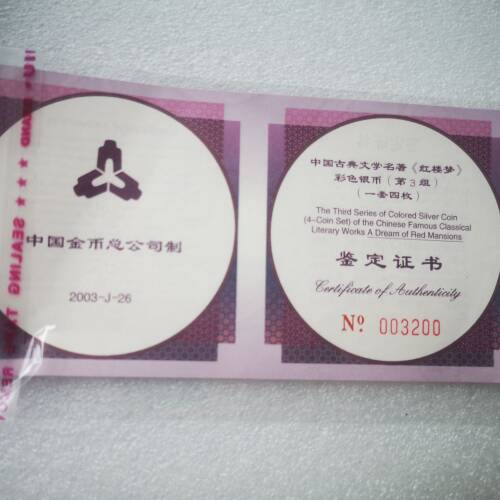 中国金币总公司制
2003-J-26
中国古典文学名著《红楼梦》
彩色银币（第3组）
（一套四枚）
The Third Series of Colored Silver Coin
(4-Coin Set) of the Chinese Famous Classical
Literary Works A Dream of Red Mansions
鉴定证书
Certificate of Authenticity
Nº 003200
SEALING